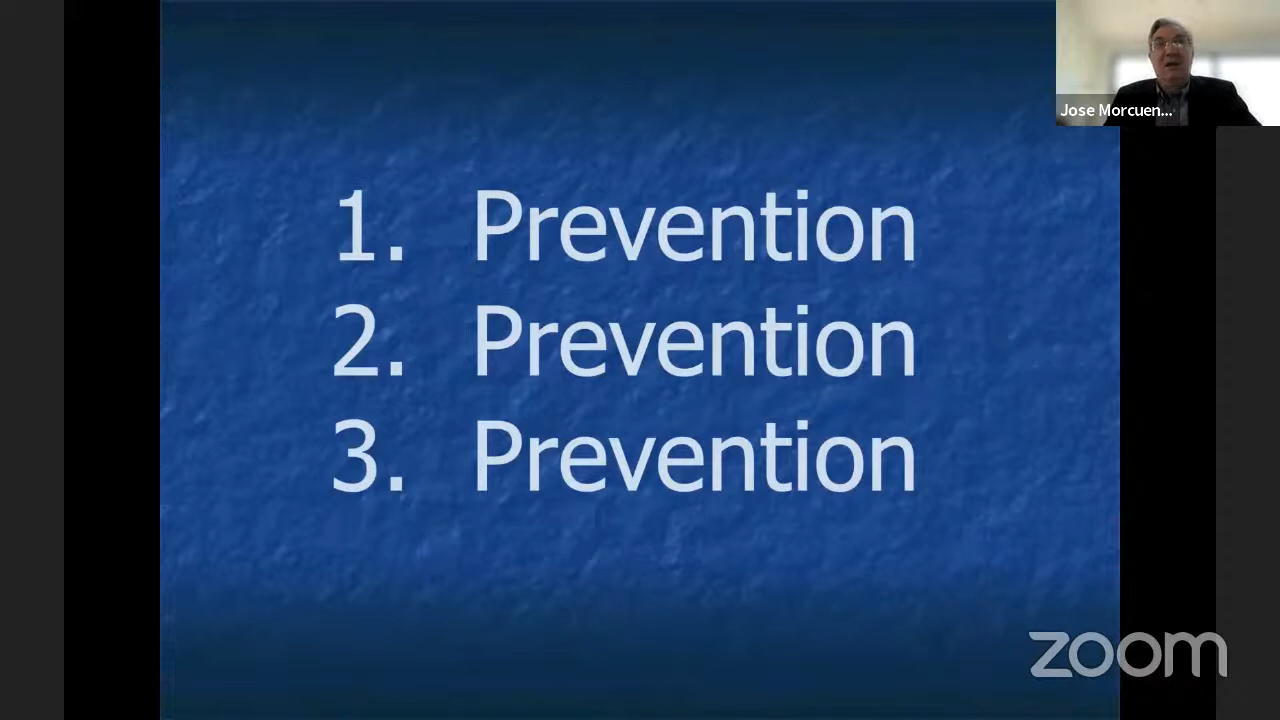 Jose Morcuen...
1. Prevention
2. Prevention
3. Prevention
zoom